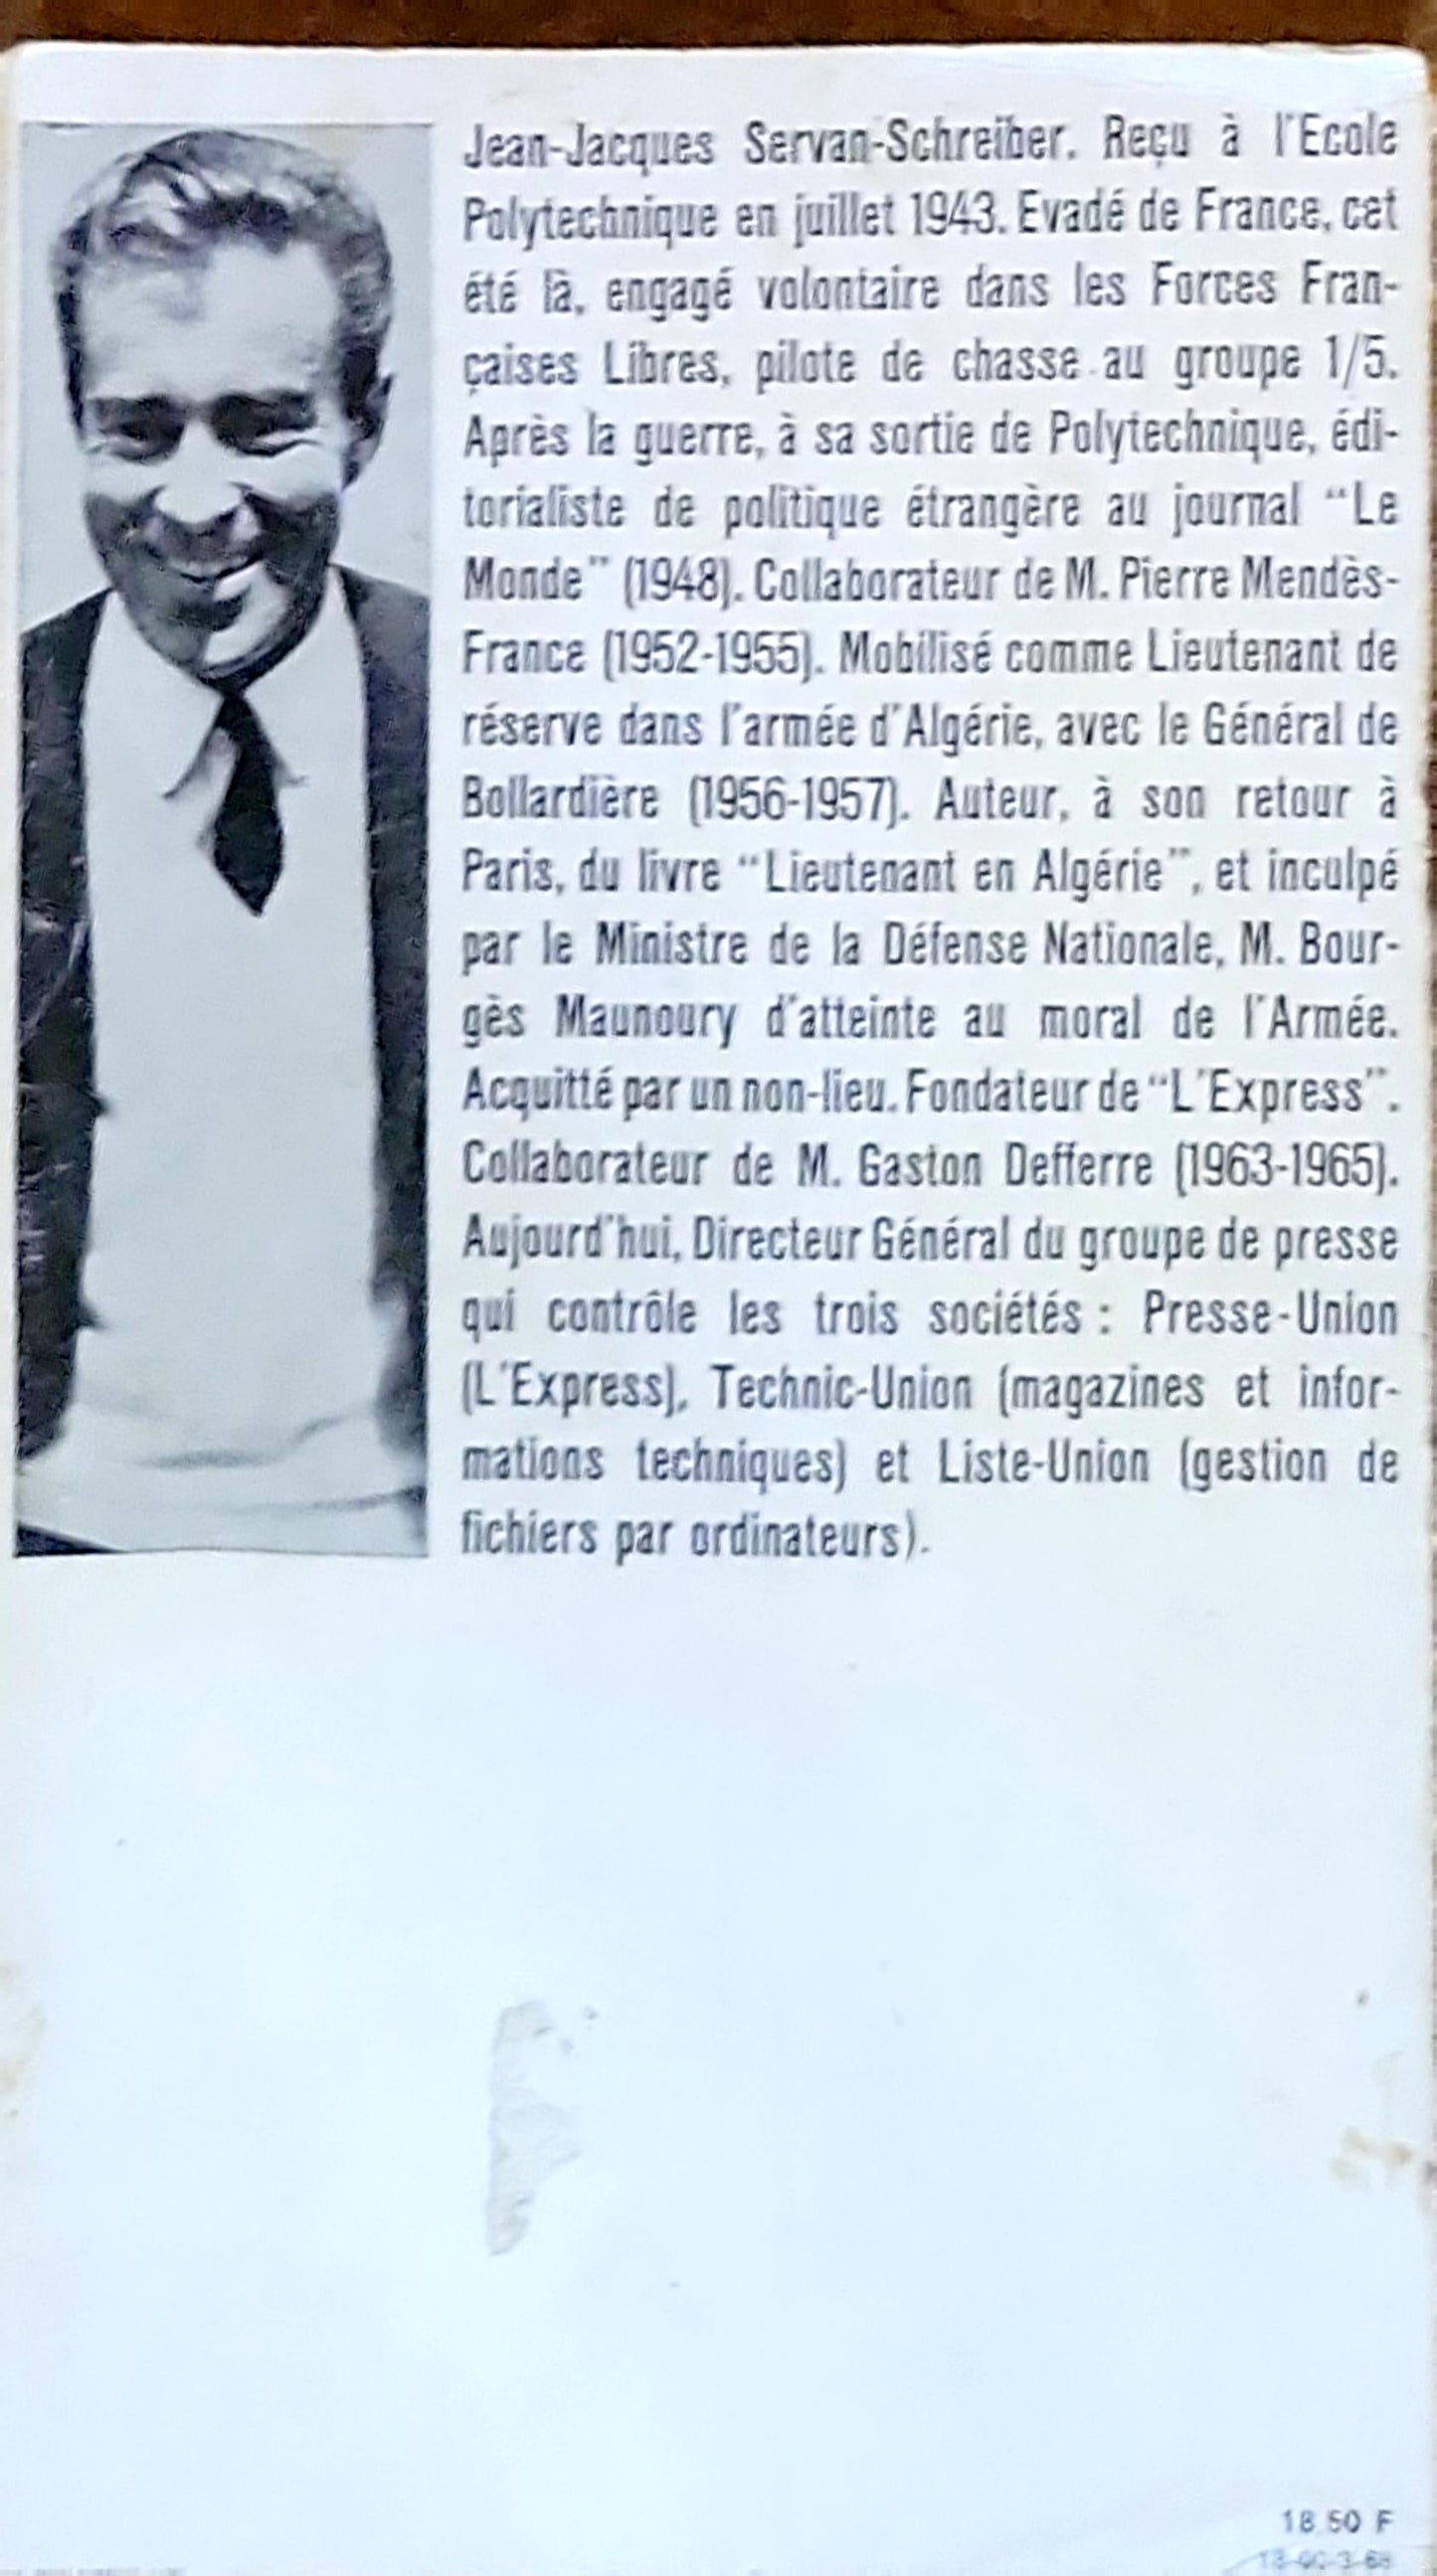 Jean-Jacques Servan-Schreiber. Reçu à l'Ecole
Polytechnique en juillet 1943. Evadé de France, cet
été là, engagé volontaire dans les Forces Fran-
çaises Libres, pilote de chasse au groupe 1/5.
Après la guerre, à sa sortie de Polytechnique, édi-
torialiste de politique étrangère au journal “Le
Monde” (1948). Collaborateur de M. Pierre Mendès-
France (1952-1955). Mobilisé comme Lieutenant de
réserve dans l'armée d'Algérie, avec le Général de
Bollardière (1956-1957). Auteur, à son retour à
Paris, du livre “Lieutenant en Algérie”, et inculpé
par le Ministre de la Défense Nationale, M. Bour-
gès Maunoury d'atteinte au moral de l'Armée.
Acquitté par un non-lieu. Fondateur de “L'Express”.
Collaborateur de M. Gaston Defferre (1963-1965).
Aujourd'hui, Directeur Général du groupe de presse
qui contrôle les trois sociétés : Presse-Union
(L'Express), Technic-Union (magazines et infor-
mations techniques) et Liste-Union (gestion de
fichiers par ordinateurs).
18,50 F